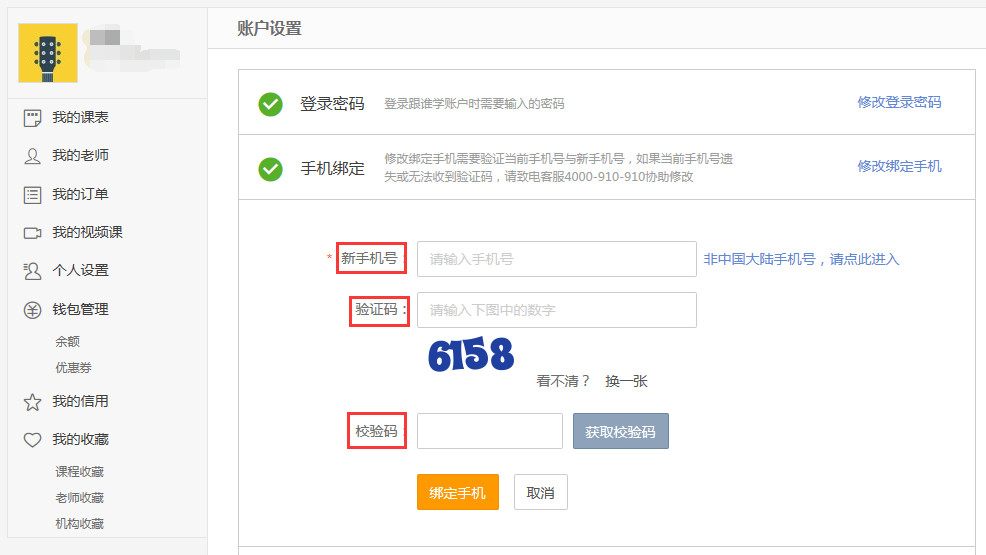 账户设置
我的课表
我的老师
我的订单
我的视频课
个人设置
钱包管理
余额
优惠券
我的信用
我的收藏
课程收藏
老师收藏
机构收藏
登录密码 登录跟谁学账户时需要输入的密码 修改登录密码
手机绑定 修改绑定手机需要验证当前手机号与新手机号，如果当前手机号遗
失或无法收到验证码，请致电客服4000-910-910协助修改 修改绑定手机
* 新手机号： 请输入手机号 非中国大陆手机号，请点此进入
验证码： 请输入下图中的数字
6158
看不清？ 换一张
校验码： 获取校验码
绑定手机 取消